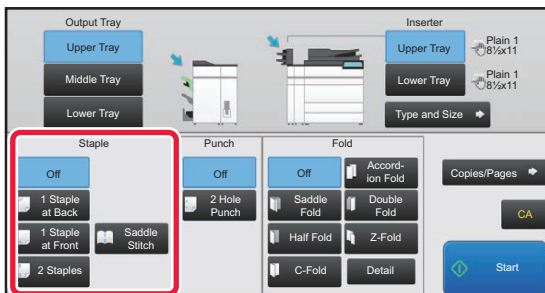 Output Tray
Inserter
Upper Tray
Middle Tray
Lower Tray
Upper Tray
Plain 1
8½x11
Lower Tray
Plain 1
8½x11
Type and Size
Staple
Off
1 Staple
at Back
1 Staple
at Front
Saddle
Stitch
2 Staples
Punch
Off
2 Hole
Punch
Fold
Off
Accord-
ion Fold
Saddle
Fold
Double
Fold
Half Fold
Z-Fold
C-Fold
Detail
Copies/Pages
CA
Start